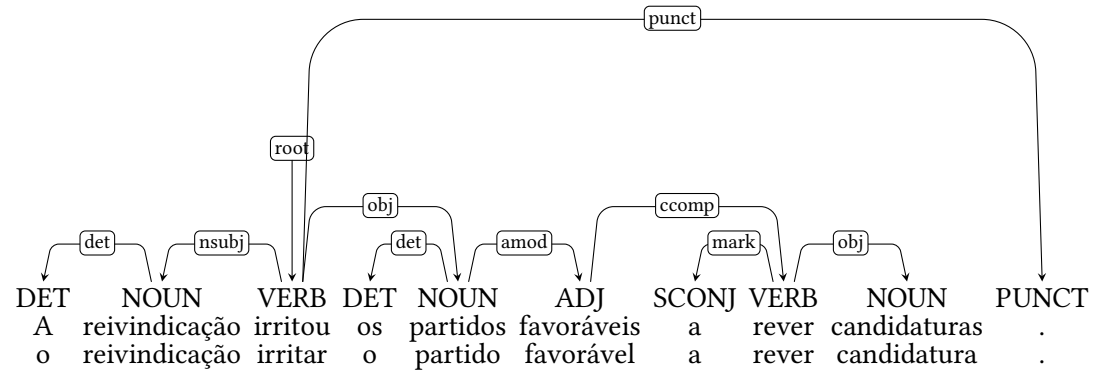 punct
root
obj ccomp
det nsubj det amod mark obj
DET NOUN VERB DET NOUN ADJ SCONJ VERB NOUN PUNCT
A reivindicação irritou os partidos favoráveis a rever candidaturas .
o reivindicação irritar o partido favorável a rever candidatura .